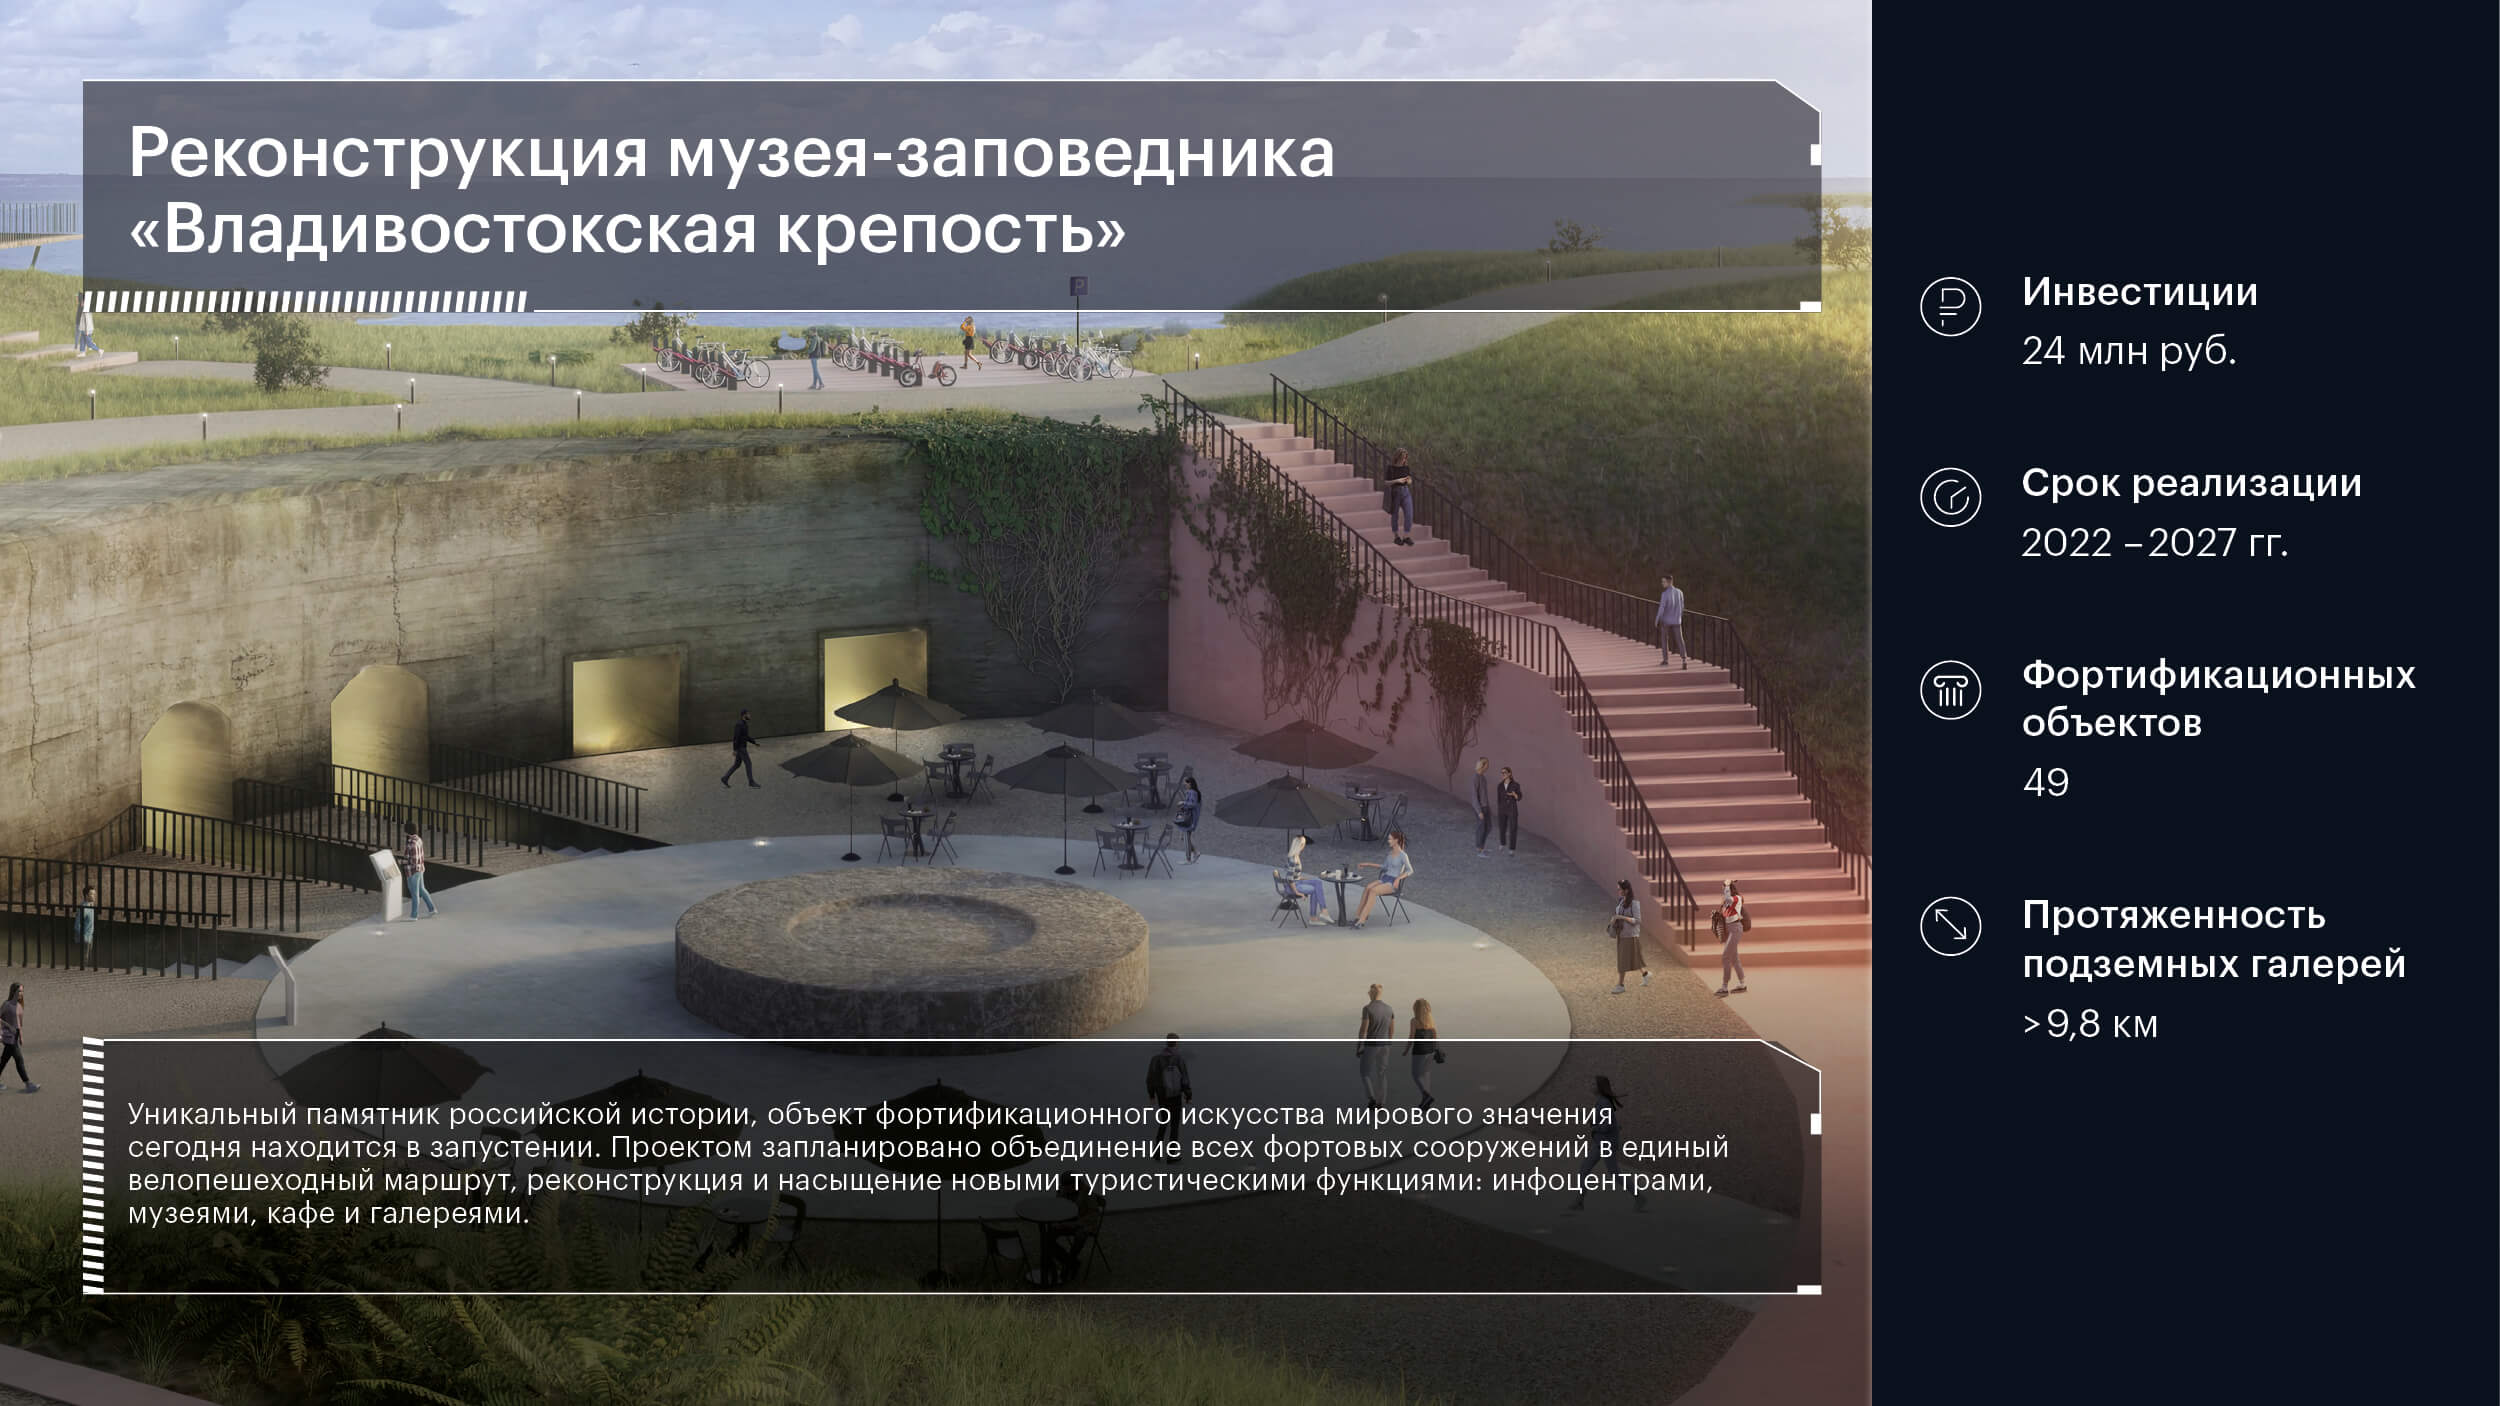 Реконструкция музея-заповедника
«Владивостокская крепость»
P
Инвестиции
24 млн руб.
Срок реализации
2022 – 2027 гг.
Фортификационных
объектов
49
Протяженность
подземных галерей
> 9,8 км
Уникальный памятник российской истории, объект фортификационного искусства мирового значения
сегодня находится в запустении. Проектом запланировано объединение всех фортовых сооружений в единый
велопешеходный маршрут, реконструкция и насыщение новыми туристическими функциями: инфоцентрами,
музеями, кафе и галереями.